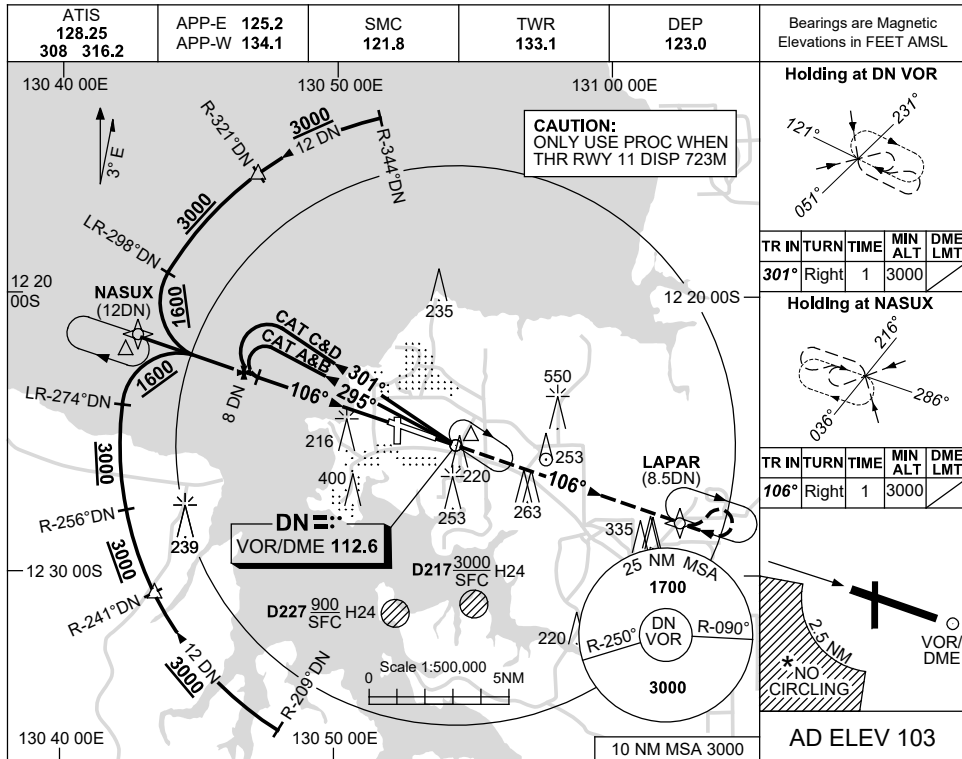 ATIS
128.25
308 316.2
APP-E 125.2
APP-W 134.1
SMC
121.8
TWR
133.1
DEP
123.0
Bearings are Magnetic
Elevations in FEET AMSL
130 40 00E
130 50 00E
131 00 00E
3° E
R-321°DN
3000
12 DN
R-344°DN
CAUTION:
ONLY USE PROC WHEN
THR RWY 11 DISP 723M
3000
LR-298°DN
12 20
00S
NASUX
(12DN)
1600
1600
LR-274°DN
8 DN
CAT C&D
CAT A&B
301°
295°
106°
235
12 20 00S
550
216
253
220
400
106°
LAPAR
(8.5DN)
3000
R-256°DN
239
DN
VOR/DME 112.6
253
263
335
3000
12 30 00S
R-241°DN
D217 3000
SFC H24
D227 900
SFC H24
12 DN
3000
R-209°DN
Scale 1:500,000
0 5NM
220
25 NM MSA
1700
DN
VOR
R-250°
R-090°
3000
130 40 00E
130 50 00E
10 NM MSA 3000
Holding at DN VOR
121°
231°
051°
TR IN TURN TIME MIN ALT DME LMT
301° Right 1 3000
Holding at NASUX
216°
286°
036°
TR IN TURN TIME MIN ALT DME LMT
106° Right 1 3000
2.5 NM
*NO
CIRCLING
VOR/
DME
AD ELEV 103